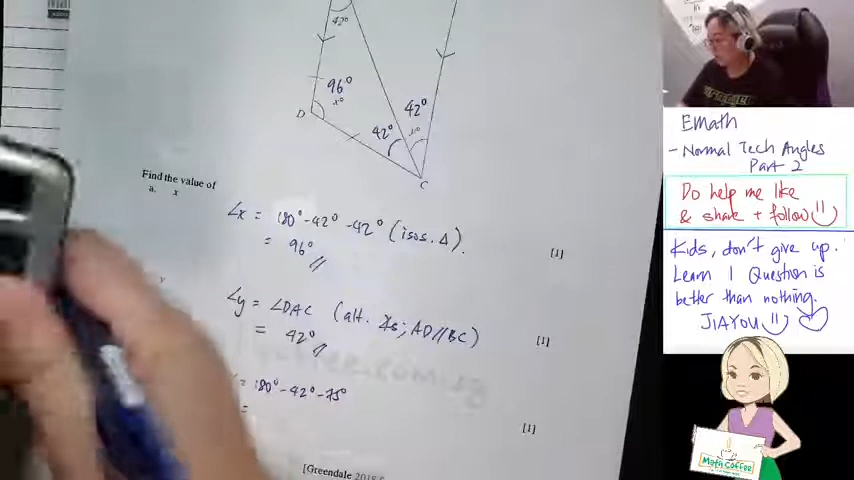 42°
96°
x°
D
42°
42°
y°
C
Find the value of
a. x
∠x = 180° - 42° - 42° (isos. Δ).
= 96°//
[1]
y
∠y = ∠DAC (alt. ∠s; AD//BC)
= 42°//
[1]
= 180° - 42° - 75°
=
[1]
[Greendale 2018
EMath
- Normal Tech Angles
Part 2
Do help me like
& share + follow
Kids, don't give up.
Learn 1 Question is
better than nothing.
JIAYOU
Math Coffee